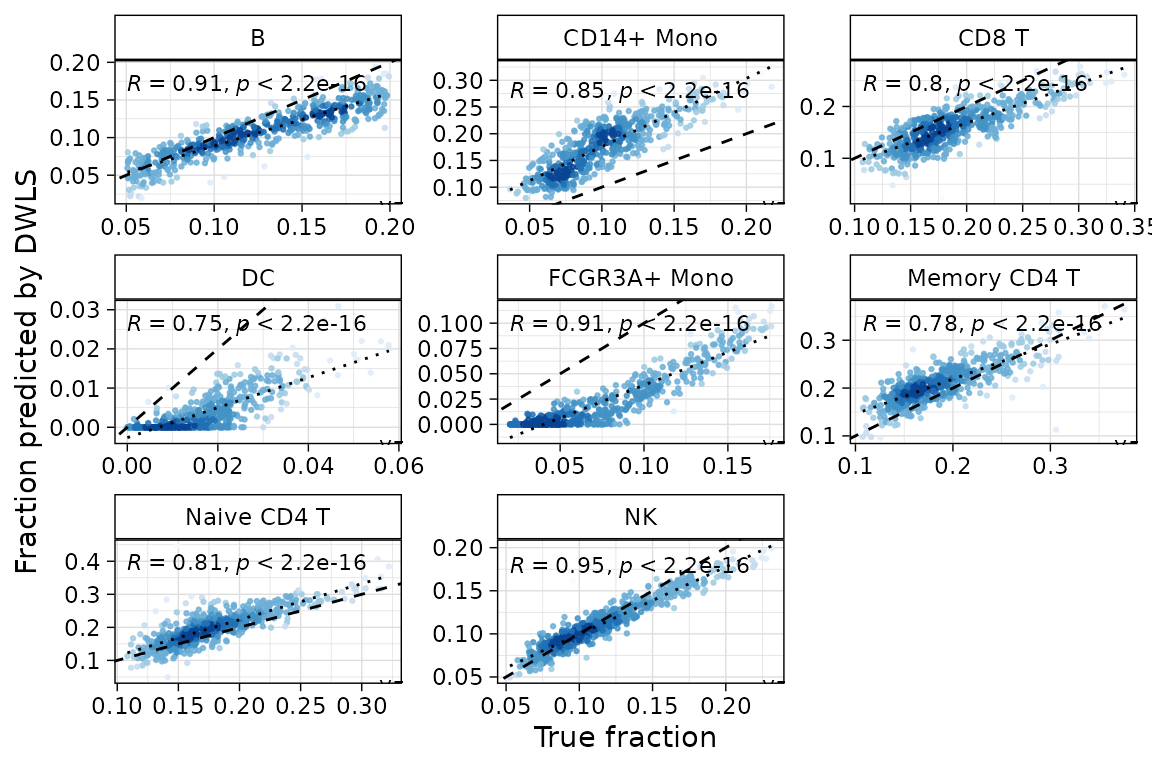 B
CD14+ Mono
CD8 T
R = 0.91, p < 2.2e-16
R = 0.85, p < 2.2e-16
R = 0.8, p < 2.2e-16
0.20
0.15
0.10
0.05
0.30
0.25
0.20
0.15
0.10
0.2
0.1
0.05 0.10 0.15 0.20
0.05 0.10 0.15 0.20
0.10 0.15 0.20 0.25 0.30 0.35
DC
FCGR3A+ Mono
Memory CD4 T
R = 0.75, p < 2.2e-16
R = 0.91, p < 2.2e-16
R = 0.78, p < 2.2e-16
0.03
0.02
0.01
0.00
0.100
0.075
0.050
0.025
0.000
0.3
0.2
0.1
0.00 0.02 0.04 0.06
0.05 0.10 0.15
0.1 0.2 0.3
Naive CD4 T
NK
R = 0.81, p < 2.2e-16
R = 0.95, p < 2.2e-16
0.4
0.3
0.2
0.1
0.20
0.15
0.10
0.05
0.10 0.15 0.20 0.25 0.30
0.05 0.10 0.15 0.20
True fraction
Fraction predicted by DWLS